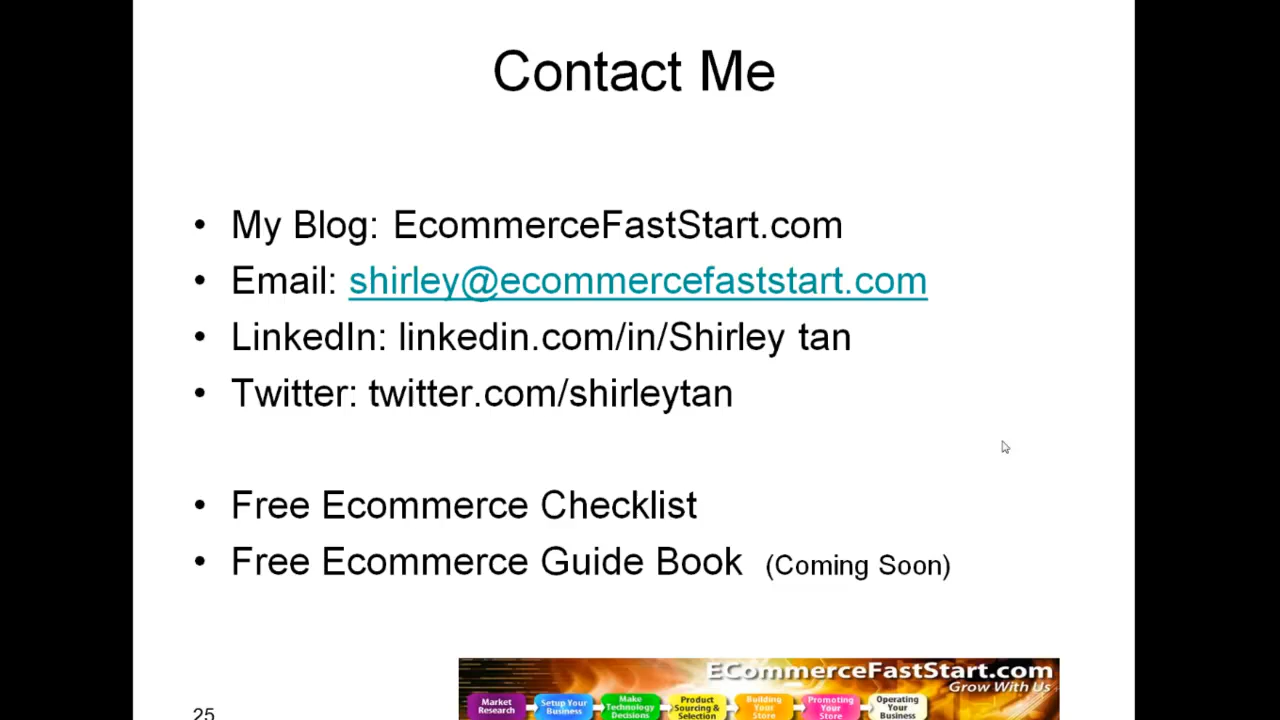 Contact Me
• My Blog: EcommerceFastStart.com
• Email: shirley@ecommercefaststart.com
• LinkedIn: linkedin.com/in/Shirley tan
• Twitter: twitter.com/shirleytan
• Free Ecommerce Checklist
• Free Ecommerce Guide Book (Coming Soon)
ECommerceFastStart.com
Grow With Us
Market Research
Setup Your Business
Make Technology Decisions
Product Sourcing & Selection
Building Your Store
Promoting Your Store
Operating Your Business
25